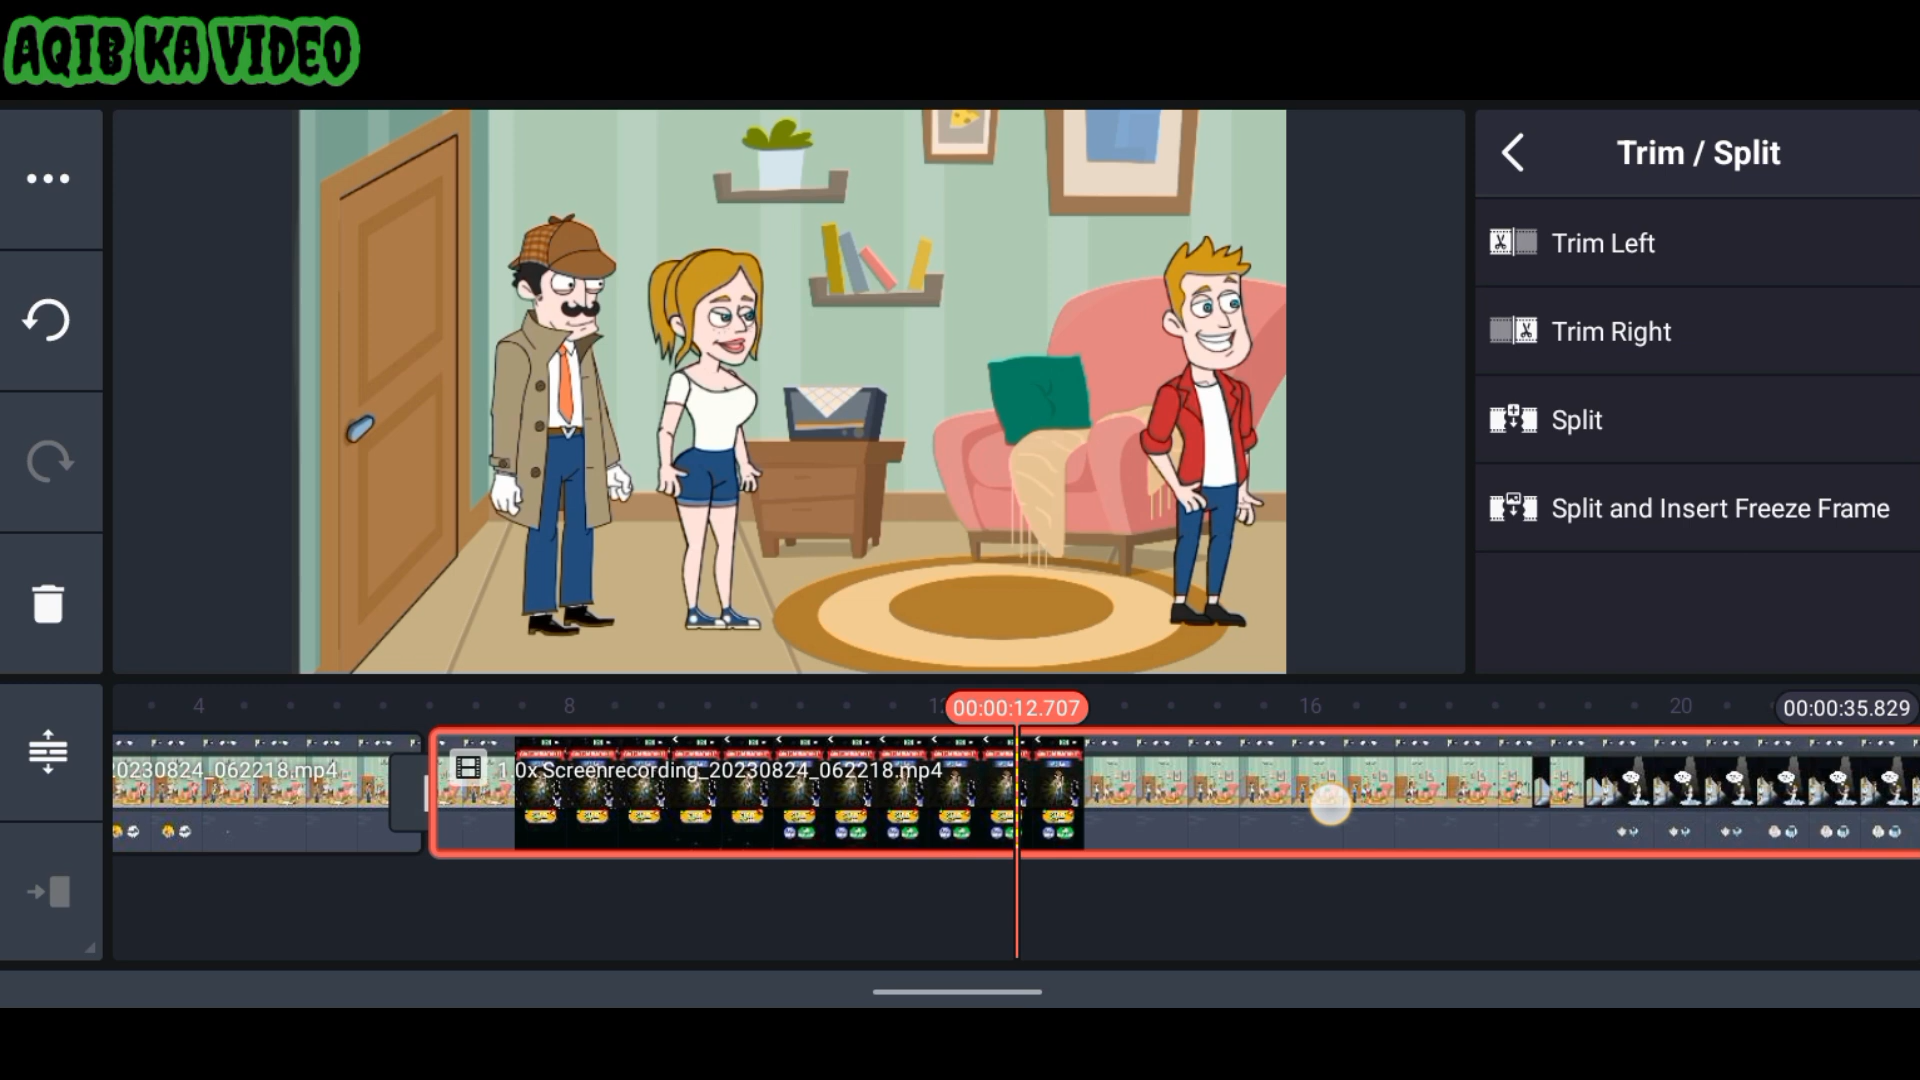 AQIB KA VIDEO
Trim / Split
Trim Left
Trim Right
Split
Split and Insert Freeze Frame
4
8
00:00:12.707
16
20
00:00:35.829
20230824_062218.mp4
1.0x Screenrecording_20230824_062218.mp4